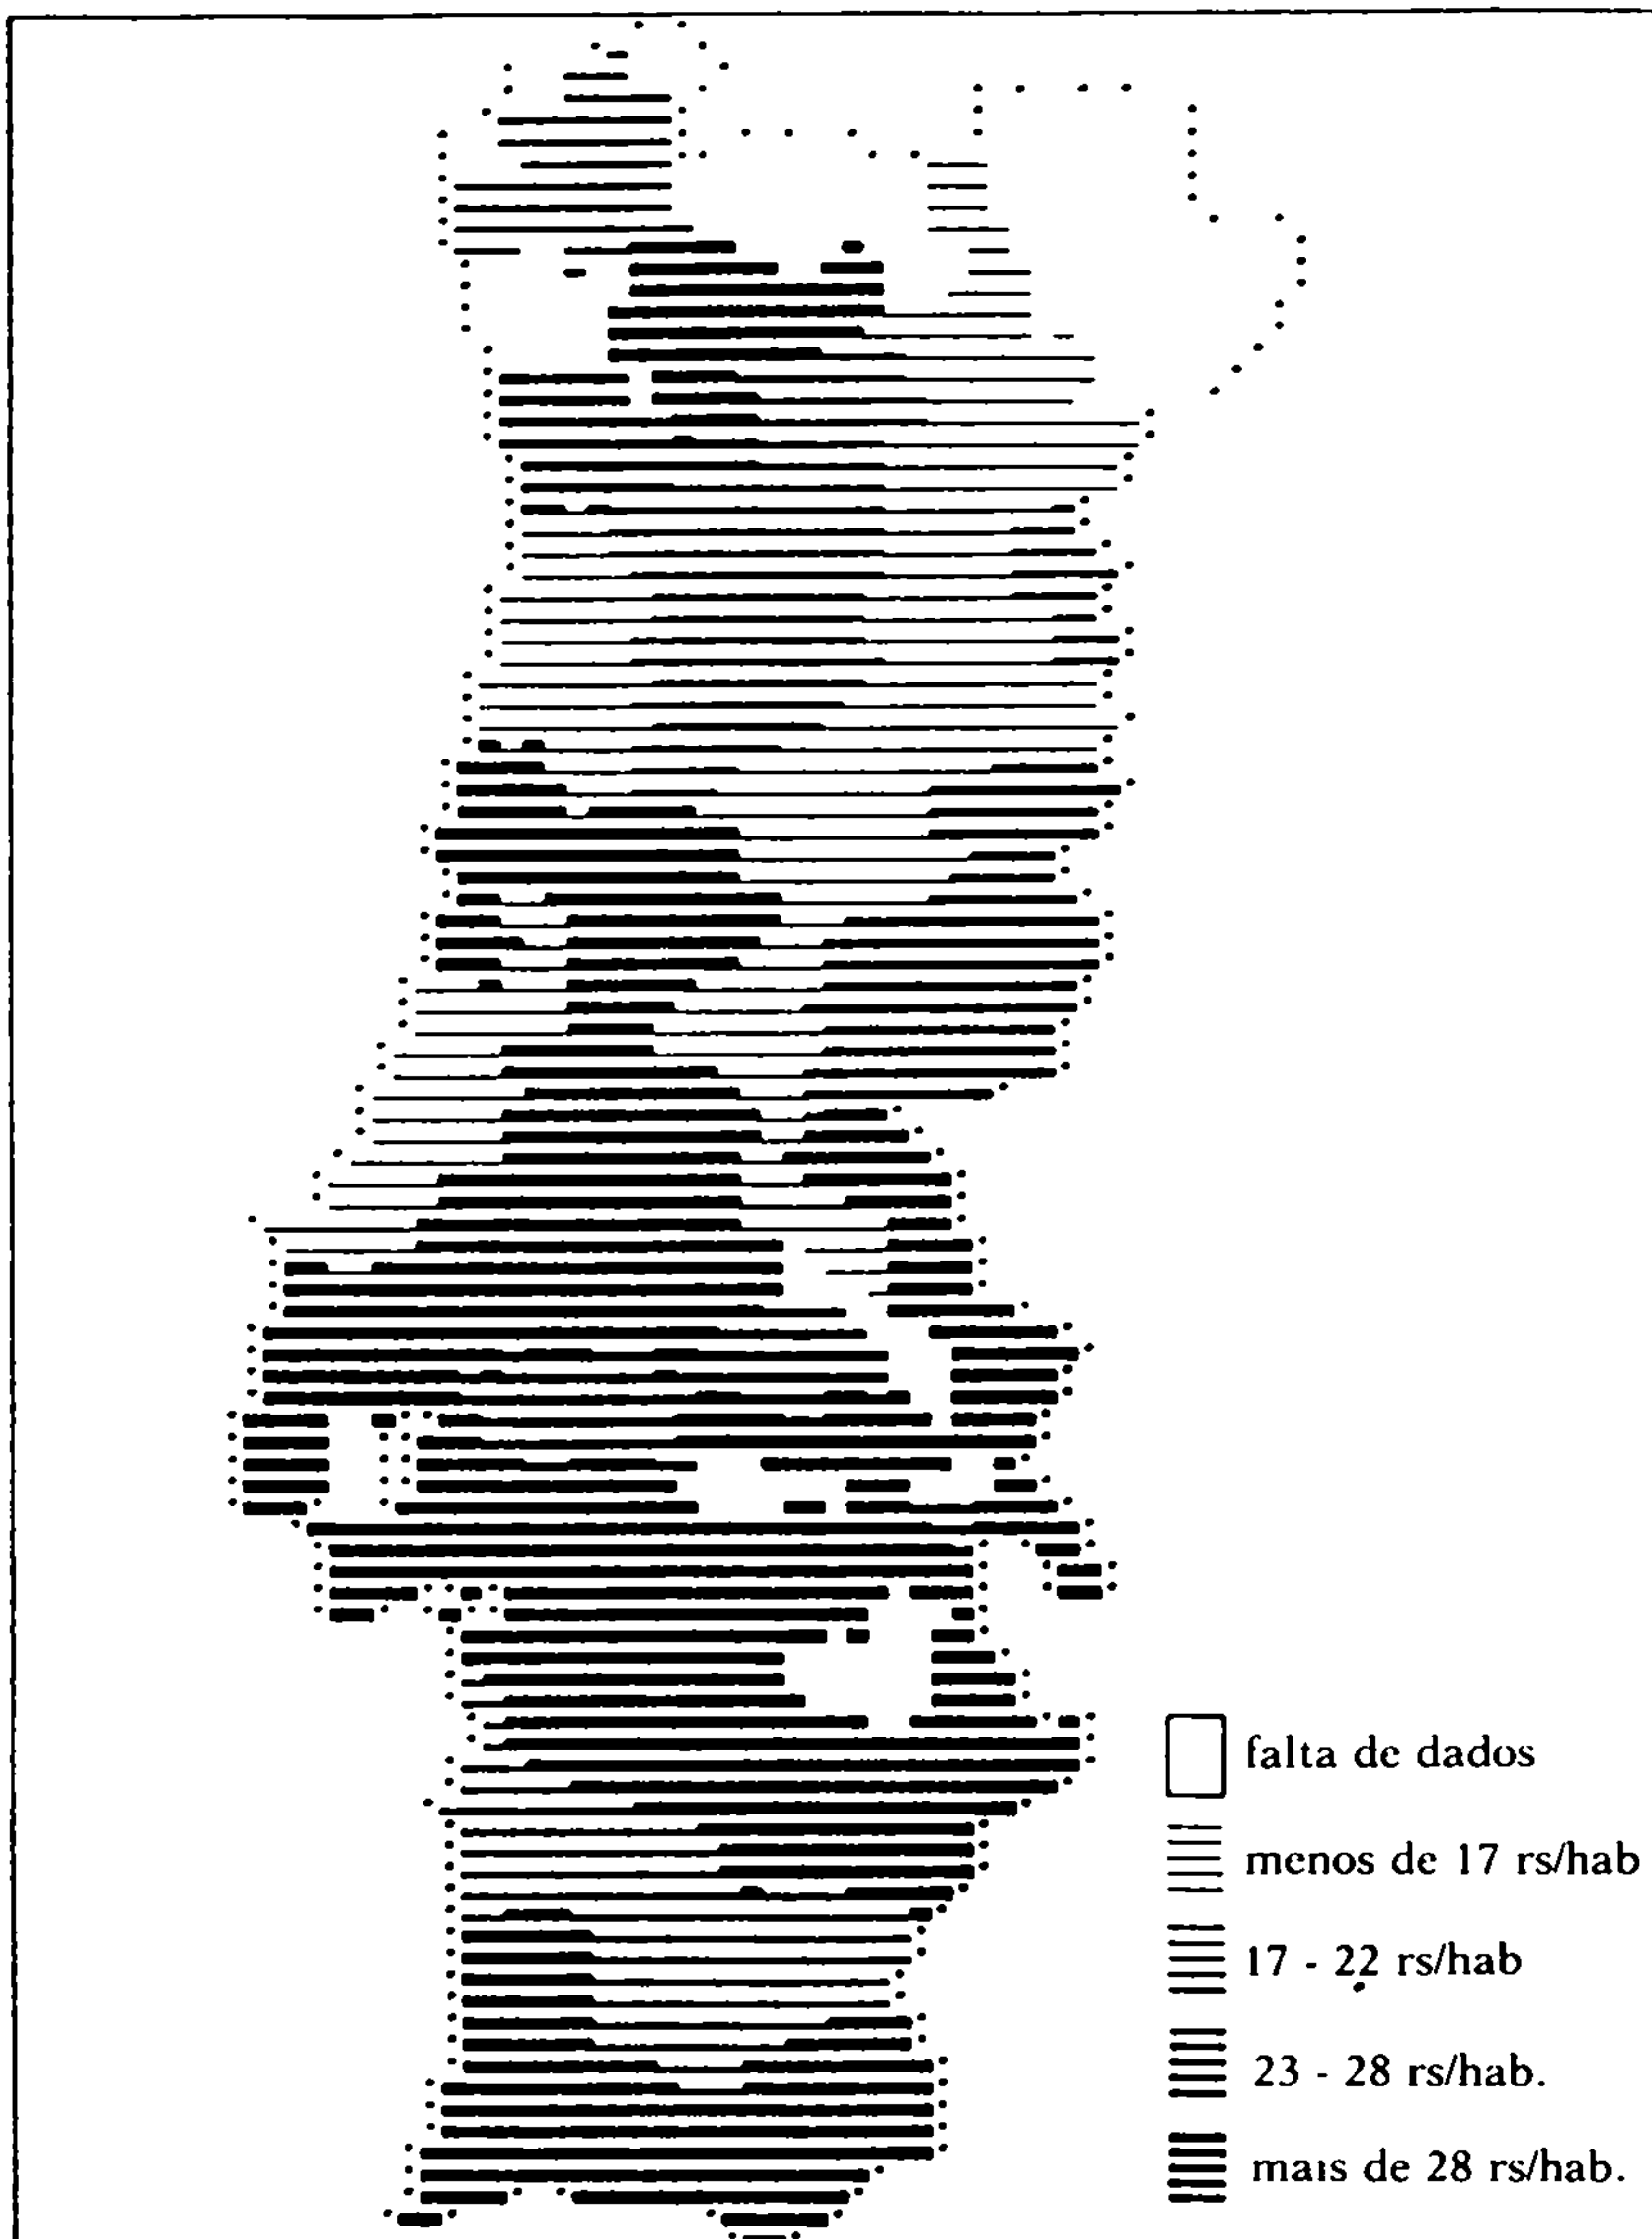 falta de dados
menos de 17 rs/hab
17 - 22 rs/hab
23 - 28 rs/hab.
mais de 28 rs/hab.